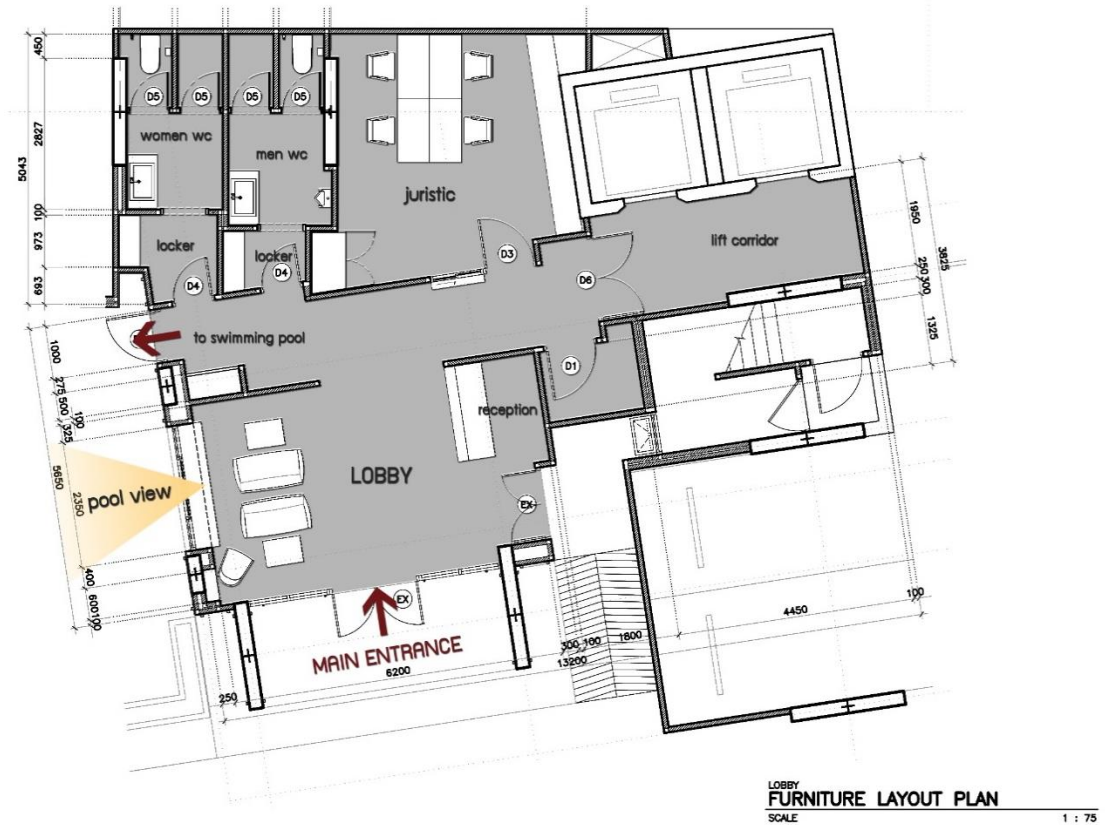 450
2827
5043
100
973
693
D5
D5
D5
D5
women wc
men wc
juristic
locker
locker
D4
D4
D3
D6
D1
lift corridor
1950
3825
250
300
1325
to swimming pool
1000
275
500
100
325
5650
2350
400
600
100
pool view
reception
LOBBY
EX
EX
MAIN ENTRANCE
6200
250
300
100
1800
13200
4450
100
LOBBY
FURNITURE LAYOUT PLAN
SCALE
1 : 75